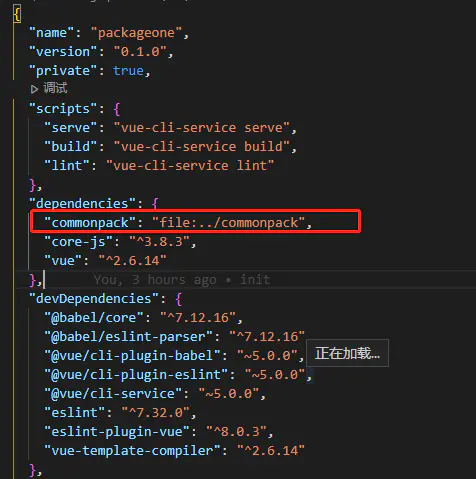 {
"name": "packageone",
"version": "0.1.0",
"private": true,
调试
"scripts": {
"serve": "vue-cli-service serve",
"build": "vue-cli-service build",
"lint": "vue-cli-service lint"
},
"dependencies": {
"commonpack": "file:../commonpack",
"core-js": "^3.8.3",
"vue": "^2.6.14"
}, You, 3 hours ago • init
"devDependencies": {
"@babel/core": "^7.12.16",
"@babel/eslint-parser": "^7.12.16"
"@vue/cli-plugin-babel": "~5.0.0", 正在加载...
"@vue/cli-plugin-eslint": "~5.0.0",
"@vue/cli-service": "~5.0.0",
"eslint": "^7.32.0",
"eslint-plugin-vue": "^8.0.3",
"vue-template-compiler": "^2.6.14"
},